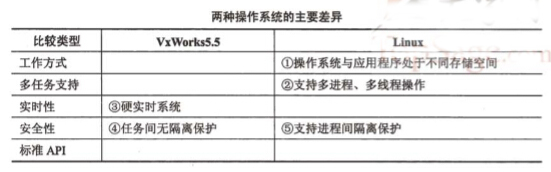 两种操作系统的主要差异
比较类型 VxWorks5.5 Linux
工作方式 ①操作系统与应用程序处于不同存储空间
多任务支持 ②支持多进程、多线程操作
实时性 ③硬实时系统
安全性 ④任务间无隔离保护 ⑤支持进程间隔离保护
标准 API